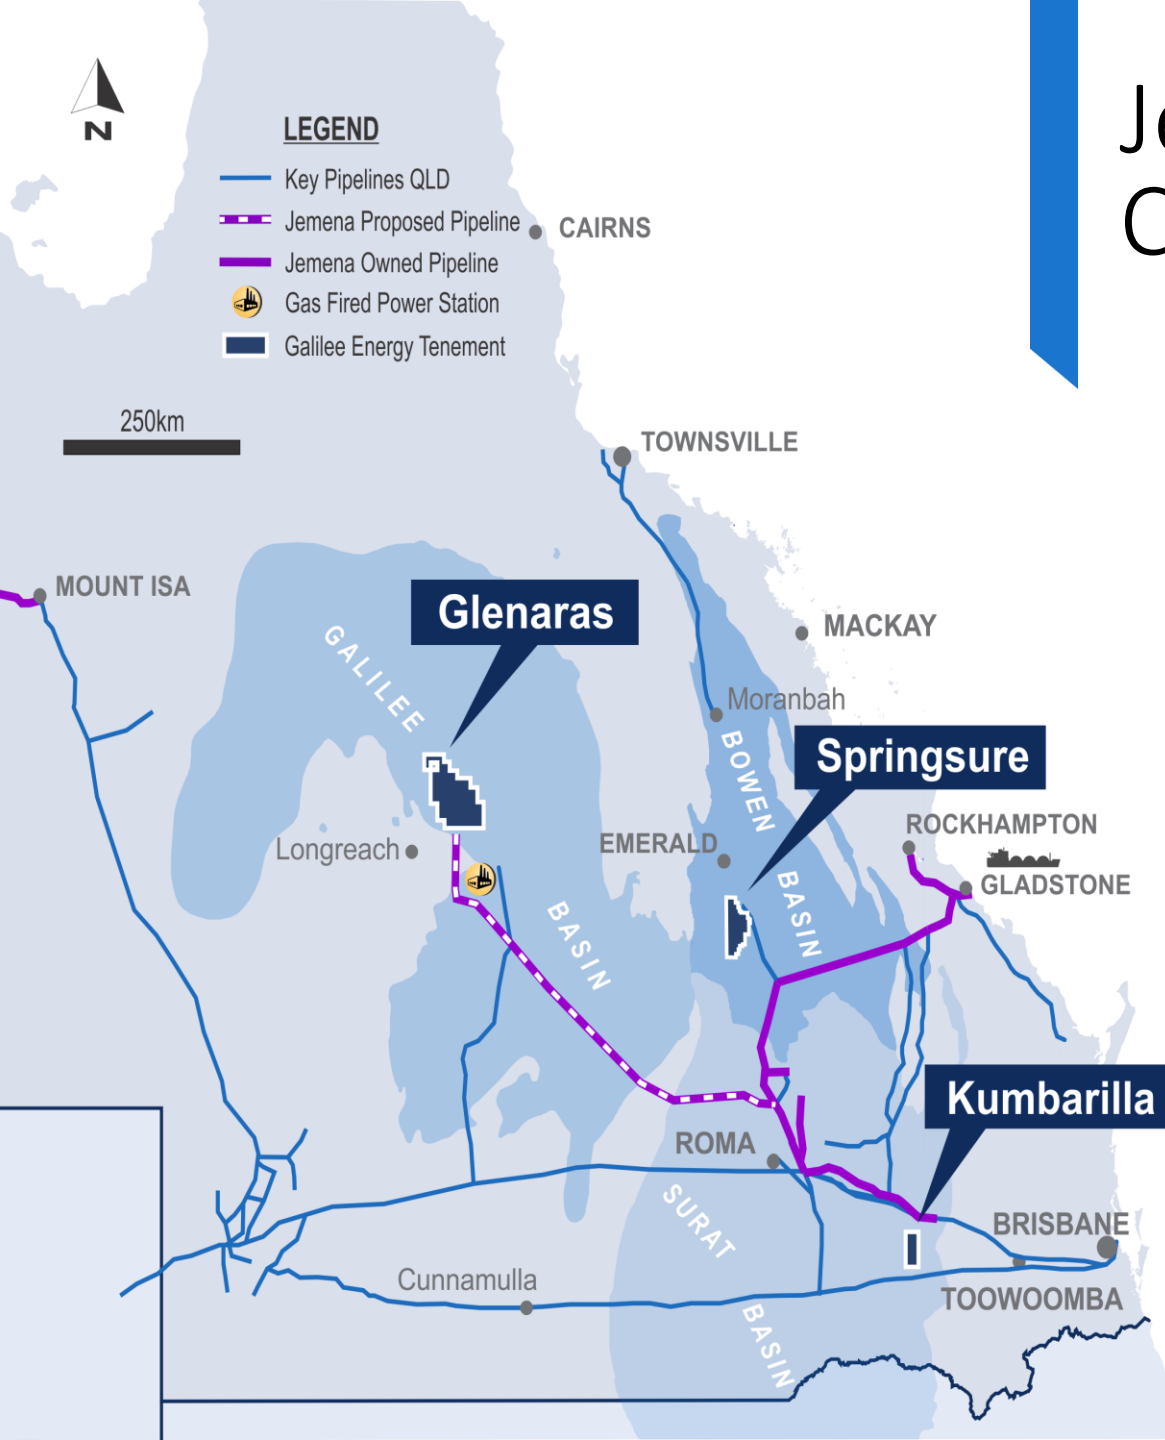 Je
C
N
LEGEND
Key Pipelines QLD
Jemena Proposed Pipeline
Jemena Owned Pipeline
Gas Fired Power Station
Galilee Energy Tenement
CAIRNS
250km
TOWNSVILLE
MOUNT ISA
Glenaras
GALILEE
MACKAY
Moranbah
BOWEN
Springsure
ROCKHAMPTON
EMERALD
Longreach
GLADSTONE
BASIN
BASIN
Kumbarilla
ROMA
SURAT
BRISBANE
Cunnamulla
TOOWOOMBA
BASIN